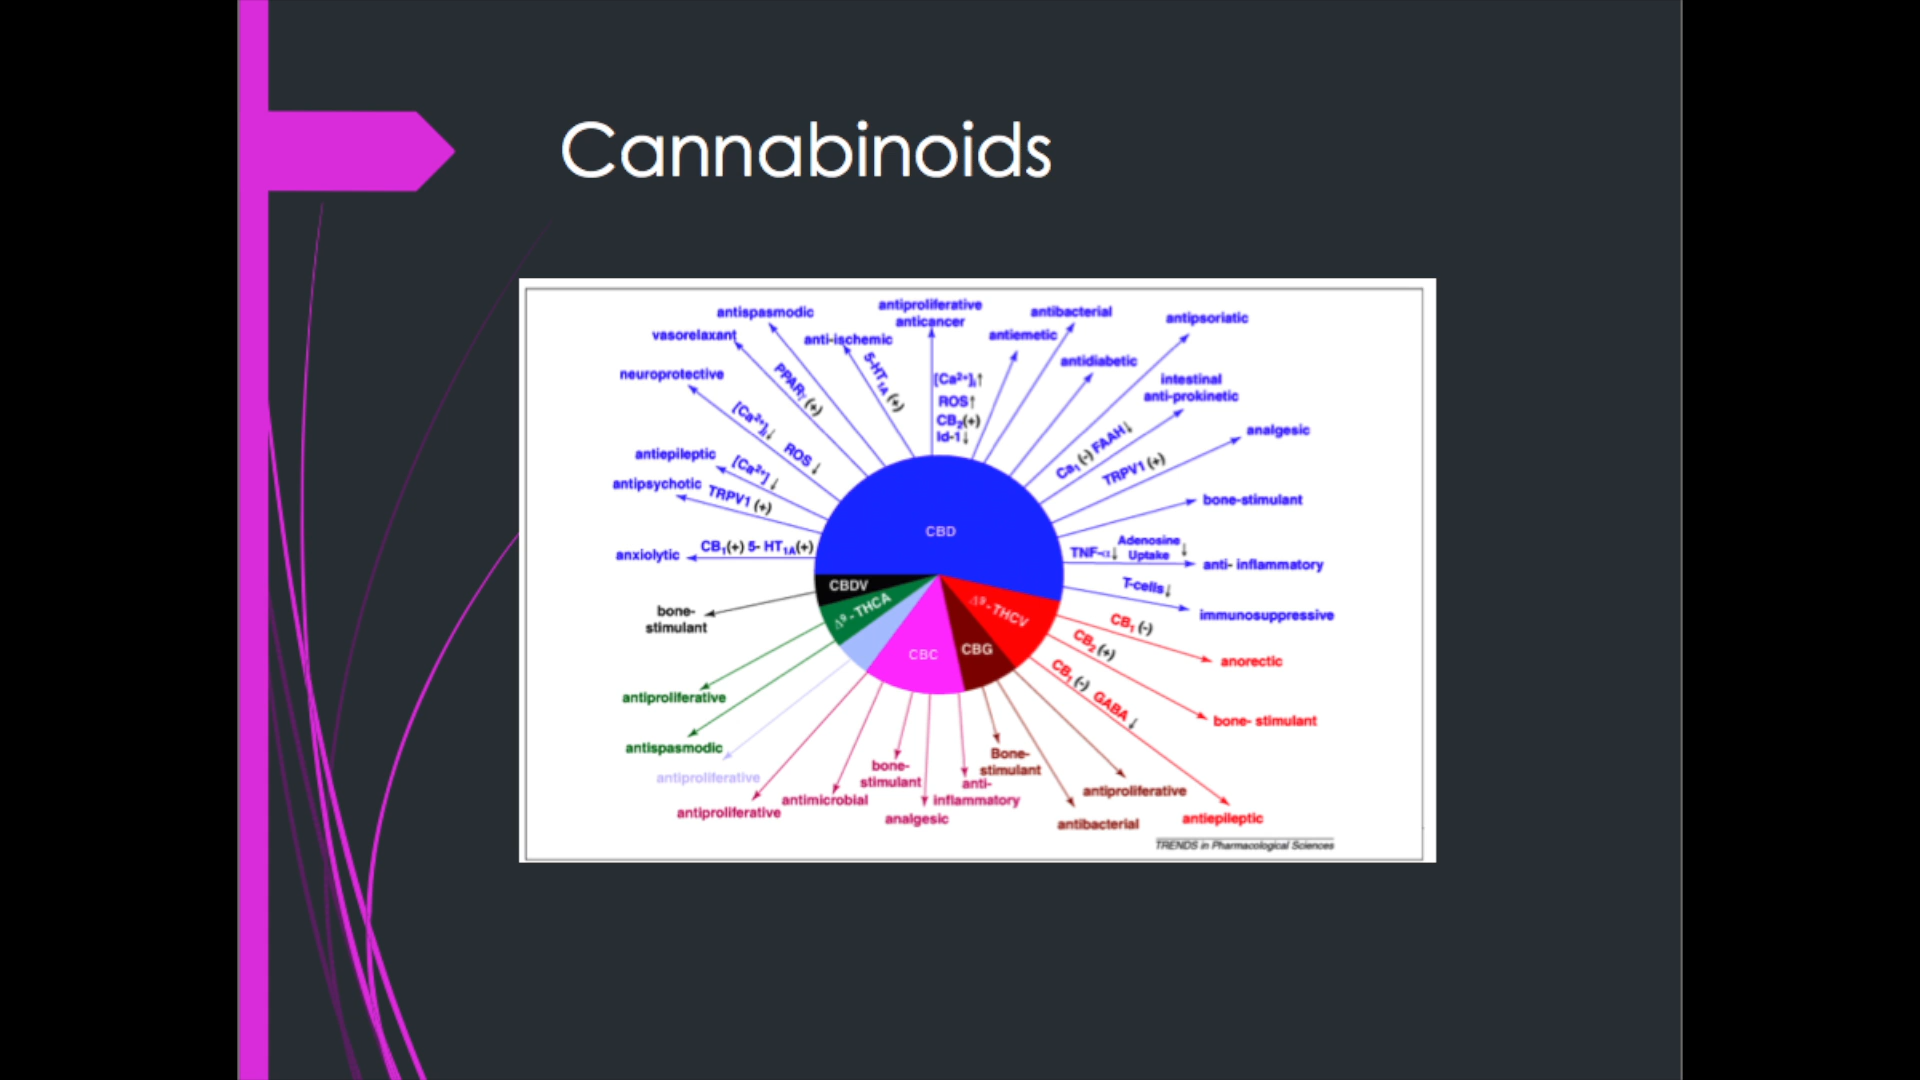 Cannabinoids
antiproliferative
anticancer
antispasmodic
antibacterial
antipsoriatic
vasorelaxant
anti-ischemic
antiemetic
antidiabetic
neuroprotective
intestinal
anti-prokinetic
PPARγ (+)
5-HT1A (+)
[Ca²⁺]i↑
ROS↑
CB2(+)
Id-1↓
[Ca²⁺]i↓ ROS ↓
Ca1 (-) FAAH↓
analgesic
TRPV1 (+)
antiepileptic
[Ca²⁺] ↓
antipsychotic
TRPV1 (+)
bone-stimulant
CBD
anxiolytic
CB1(+) 5- HT1A(+)
TNF-α↓
Adenosine
Uptake ↓
anti- inflammatory
T-cells↓
immunosuppressive
CBDV
Δ⁹ - THCA
Δ⁹ - THCV
CBC
CBG
bone-
stimulant
CB1 (-)
anorectic
CB2 (+)
bone- stimulant
CB1 (-) GABA ↓
antiepileptic
antiproliferative
antispasmodic
antiproliferative
antiproliferative
antimicrobial
bone-
stimulant
analgesic
anti-
inflammatory
Bone-
stimulant
antibacterial
antiproliferative
TRENDS in Pharmacological Sciences